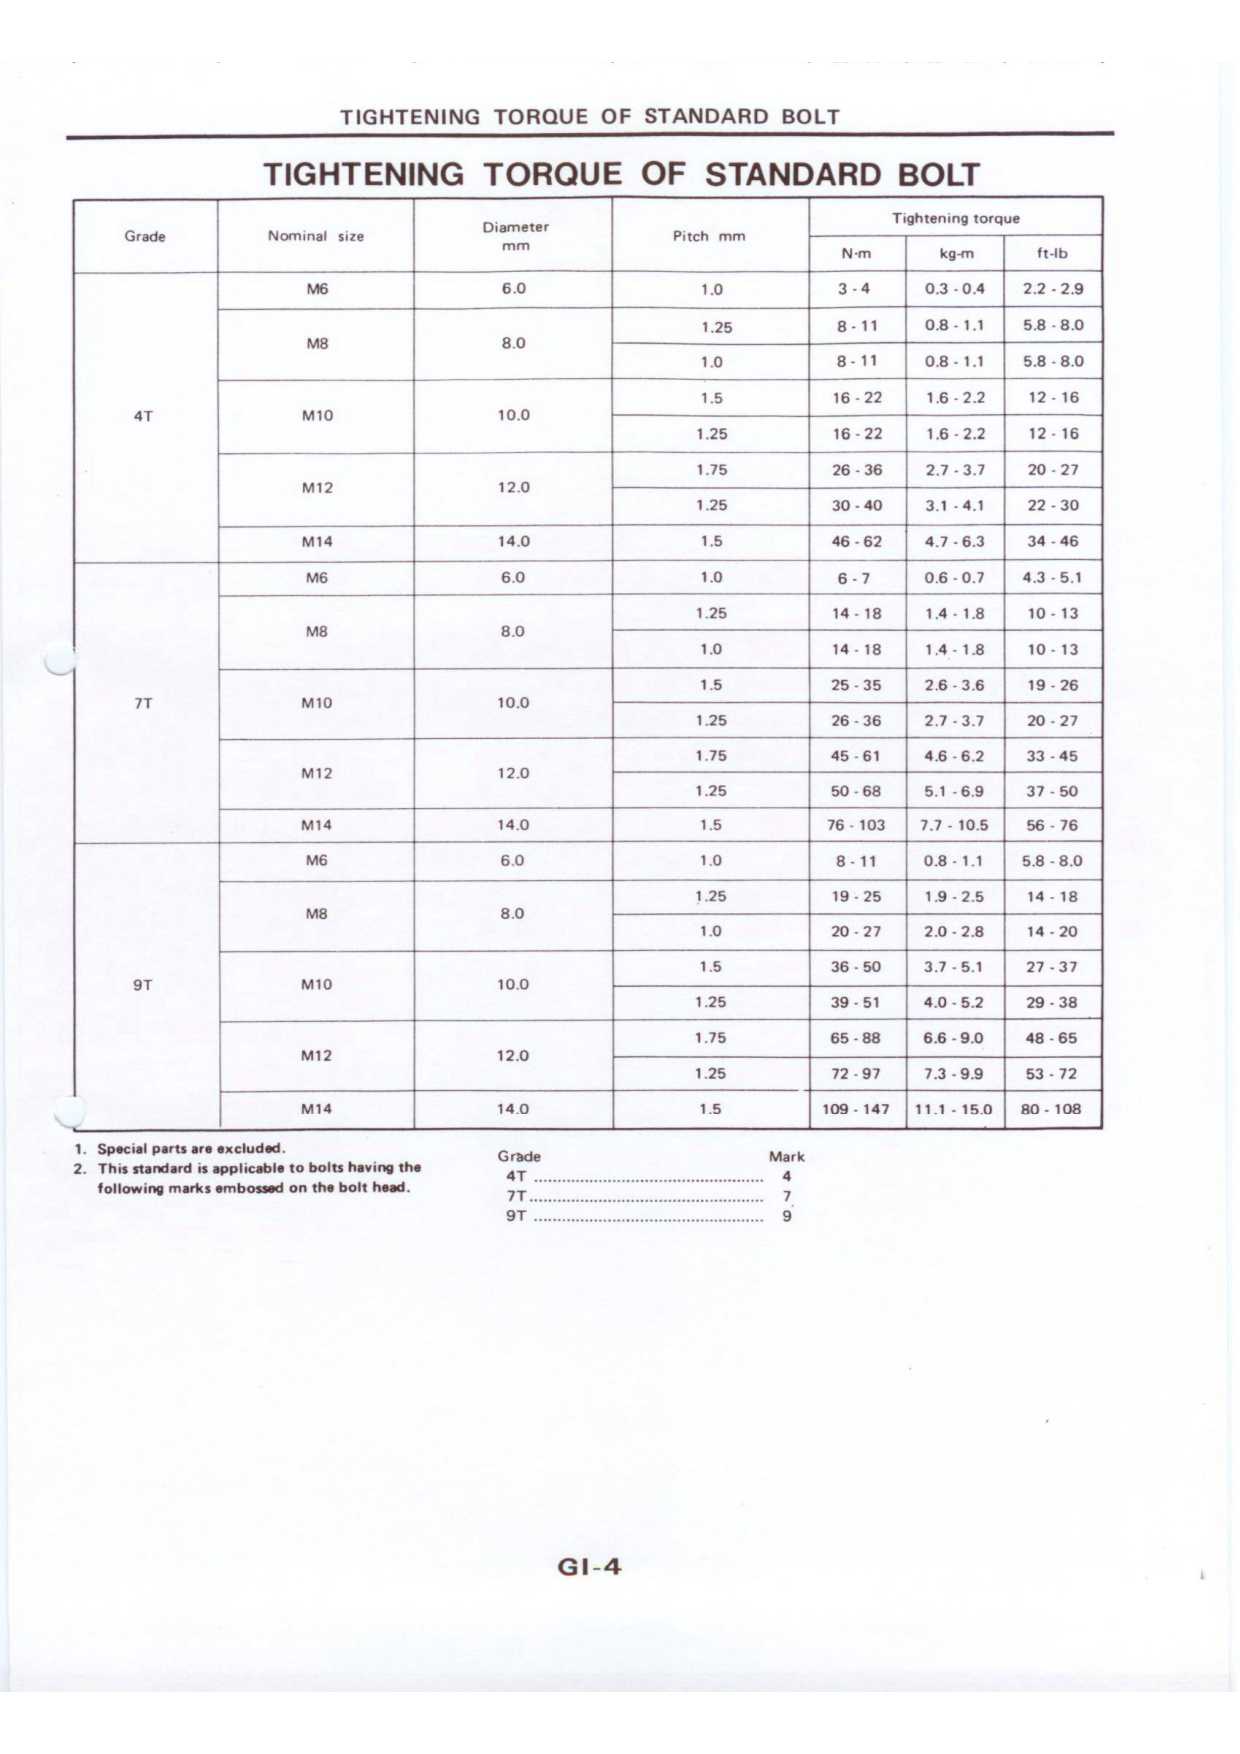 TIGHTENING TORQUE OF STANDARD BOLT
TIGHTENING TORQUE OF STANDARD BOLT
Grade Nominal size Diameter mm Pitch mm Tightening torque
N·m kg-m ft-lb
4T M6 6.0 1.0 3 - 4 0.3 - 0.4 2.2 - 2.9
M8 8.0 1.25 8 - 11 0.8 - 1.1 5.8 - 8.0
1.0 8 - 11 0.8 - 1.1 5.8 - 8.0
M10 10.0 1.5 16 - 22 1.6 - 2.2 12 - 16
1.25 16 - 22 1.6 - 2.2 12 - 16
M12 12.0 1.75 26 - 36 2.7 - 3.7 20 - 27
1.25 30 - 40 3.1 - 4.1 22 - 30
M14 14.0 1.5 46 - 62 4.7 - 6.3 34 - 46
7T M6 6.0 1.0 6 - 7 0.6 - 0.7 4.3 - 5.1
M8 8.0 1.25 14 - 18 1.4 - 1.8 10 - 13
1.0 14 - 18 1.4 - 1.8 10 - 13
M10 10.0 1.5 25 - 35 2.6 - 3.6 19 - 26
1.25 26 - 36 2.7 - 3.7 20 - 27
M12 12.0 1.75 45 - 61 4.6 - 6.2 33 - 45
1.25 50 - 68 5.1 - 6.9 37 - 50
M14 14.0 1.5 76 - 103 7.7 - 10.5 56 - 76
9T M6 6.0 1.0 8 - 11 0.8 - 1.1 5.8 - 8.0
M8 8.0 1.25 19 - 25 1.9 - 2.5 14 - 18
1.0 20 - 27 2.0 - 2.8 14 - 20
M10 10.0 1.5 36 - 50 3.7 - 5.1 27 - 37
1.25 39 - 51 4.0 - 5.2 29 - 38
M12 12.0 1.75 65 - 88 6.6 - 9.0 48 - 65
1.25 72 - 97 7.3 - 9.9 53 - 72
M14 14.0 1.5 109 - 147 11.1 - 15.0 80 - 108
1. Special parts are excluded.
2. This standard is applicable to bolts having the
following marks embossed on the bolt head.
Grade Mark
4T .............................................. 4
7T .............................................. 7
9T .............................................. 9
GI-4